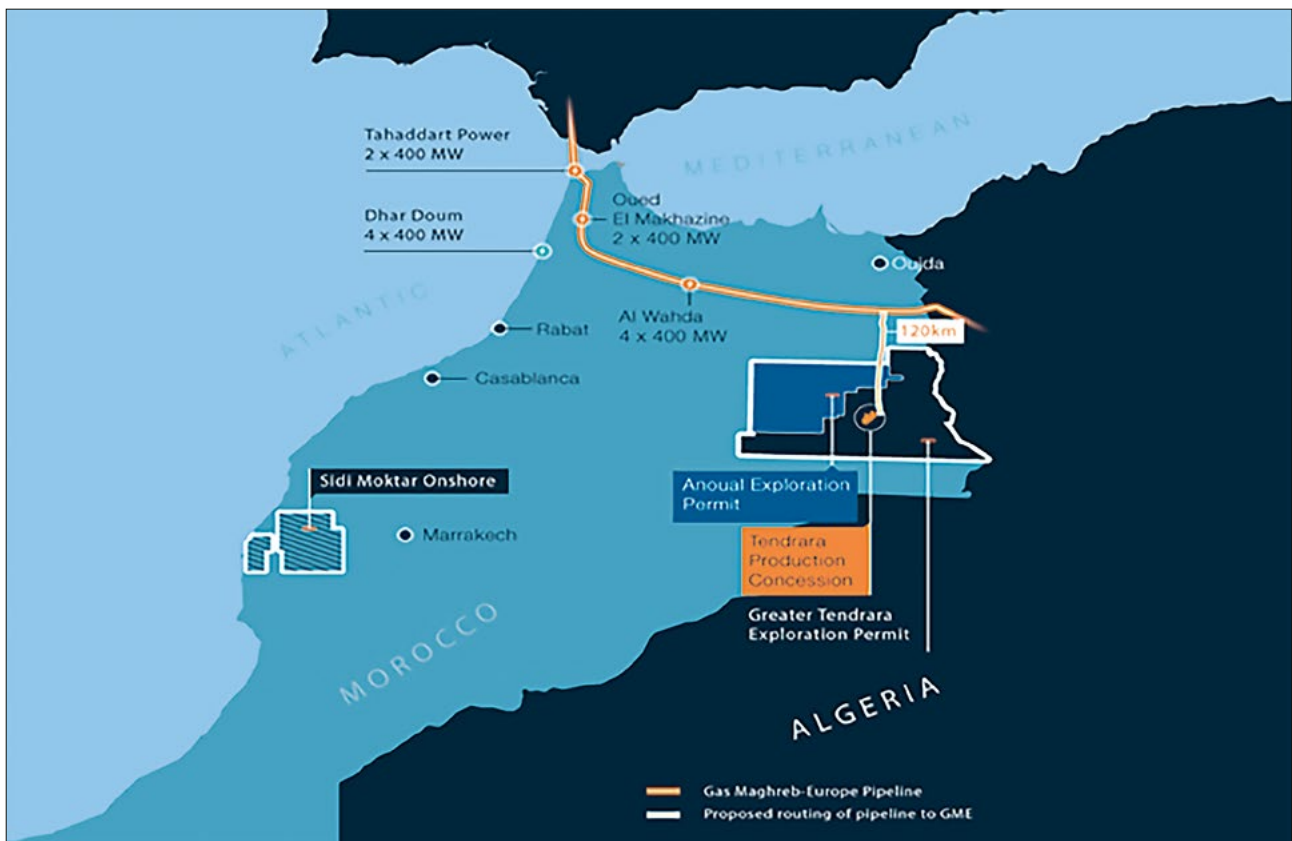 MEDITERRANEAN
Tahaddart Power
2 x 400 MW
Dhar Doum
4 x 400 MW
Oued
El Makhazine
2 x 400 MW
Oujda
ATLANTIC
Al Wahda
4 x 400 MW
120km
Rabat
Casablanca
Sidi Moktar Onshore
Marrakech
Anoual Exploration
Permit
Tendrara
Production
Concession
Greater Tendrara
Exploration Permit
MOROCCO
ALGERIA
Gas Maghreb-Europe Pipeline
Proposed routing of pipeline to GME